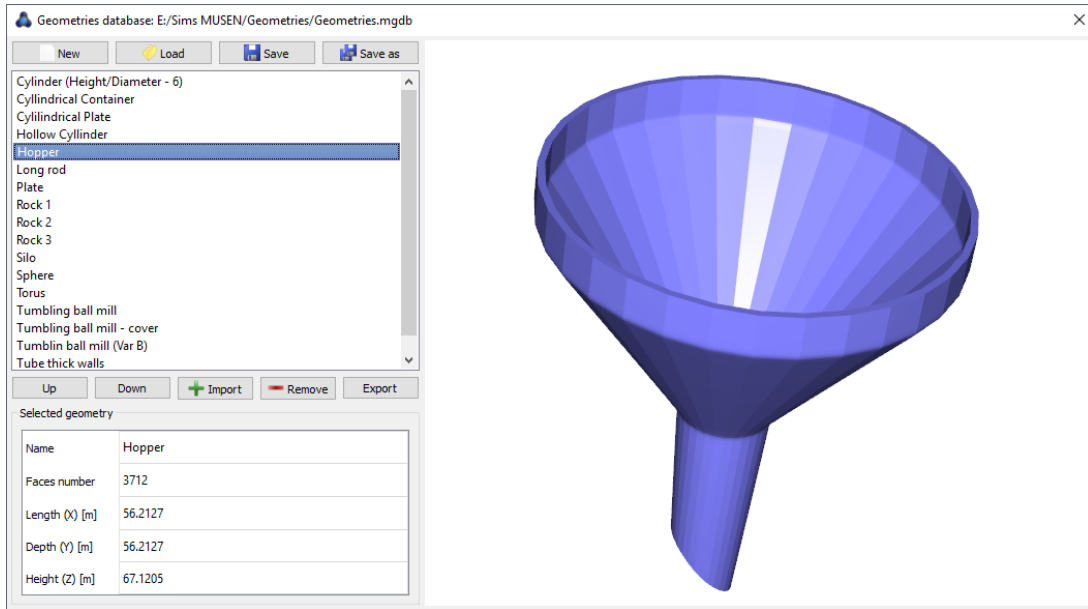 Geometries database: E:/Sims MUSEN/Geometries/Geometries.mgdb
New Load Save Save as
Cylinder (Height/Diameter - 6)
Cyllindrical Container
Cylilindrical Plate
Hollow Cyllinder
Hopper
Long rod
Plate
Rock 1
Rock 2
Rock 3
Silo
Sphere
Torus
Tumbling ball mill
Tumbling ball mill - cover
Tumblin ball mill (Var B)
Tube thick walls
Up Down Import Remove Export
Selected geometry
Name Hopper
Faces number 3712
Length (X) [m] 56.2127
Depth (Y) [m] 56.2127
Height (Z) [m] 67.1205